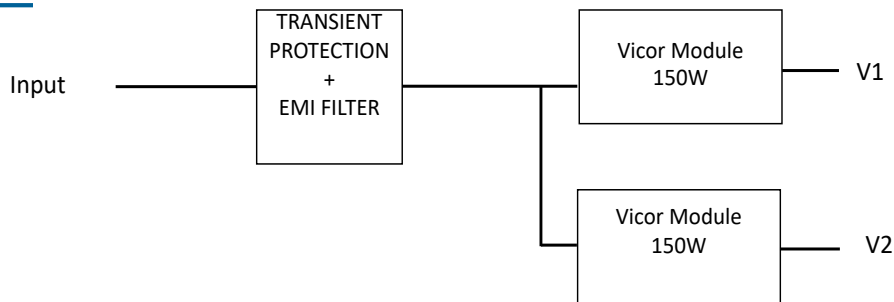 Input
TRANSIENT
PROTECTION
+
EMI FILTER
Vicor Module
150W
V1
Vicor Module
150W
V2